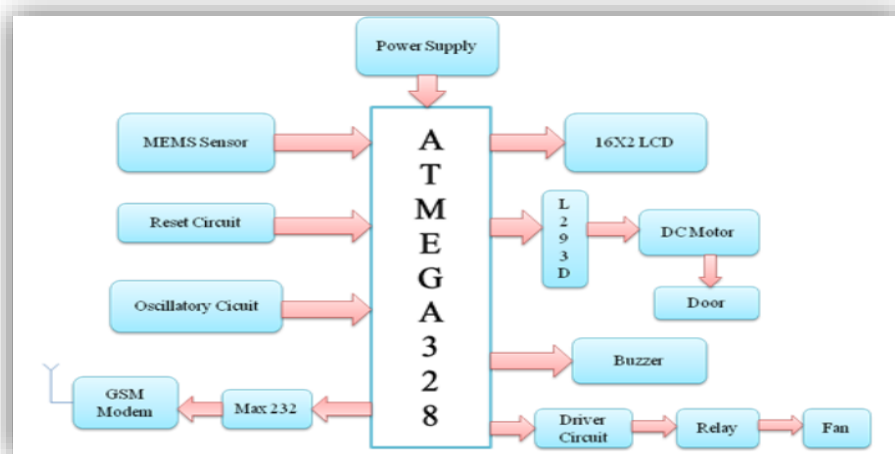 Power Supply
MEMS Sensor
A
T
M
E
G
A
3
2
8
16X2 LCD
Reset Circuit
L
2
9
3
D
DC Motor
Door
Oscillatory Cicuit
Buzzer
GSM
Modem
Max 232
Driver
Circuit
Relay
Fan